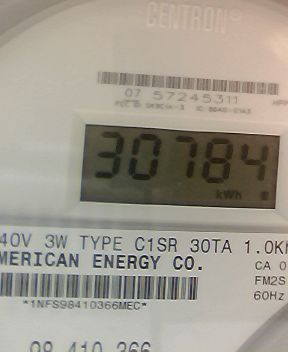 CENTRON®
07 57245311
30784
kWh
40V 3W TYPE C1SR 30TA 1.0K
MERICAN ENERGY CO.
CA 0
FM2S
60Hz
*1NFS98410366MEC*
98 410 366